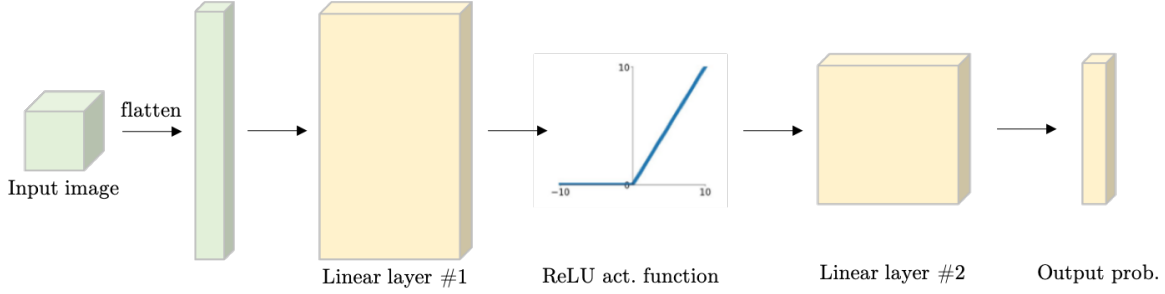 flatten
Input image
Linear layer #1
10
0
−10
10
ReLU act. function
Linear layer #2
Output prob.